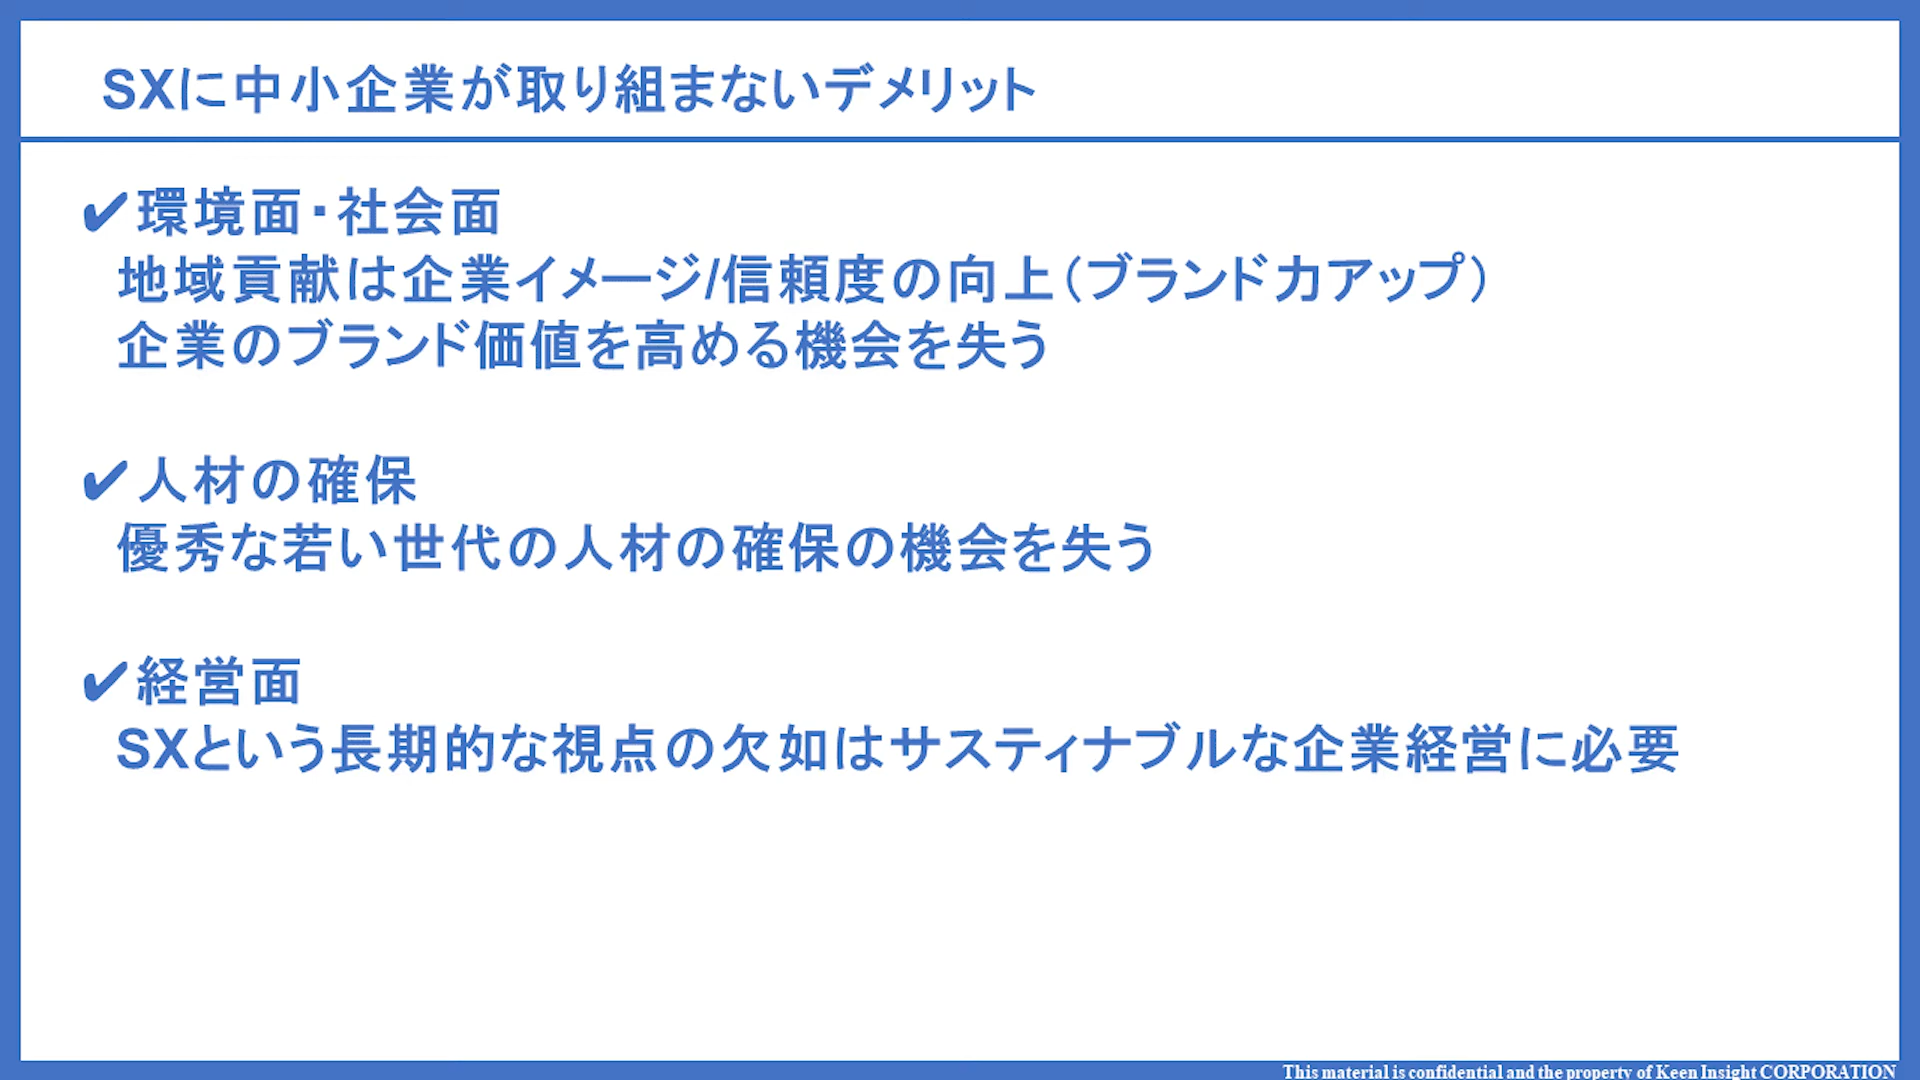 SXに中小企業が取り組まないデメリット
✔環境面・社会面
地域貢献は企業イメージ/信頼度の向上（ブランド力アップ）
企業のブランド価値を高める機会を失う
✔人材の確保
優秀な若い世代の人材の確保の機会を失う
✔経営面
SXという長期的な視点の欠如はサスティナブルな企業経営に必要
This material is confidential and the property of Keen Insight CORPORATION